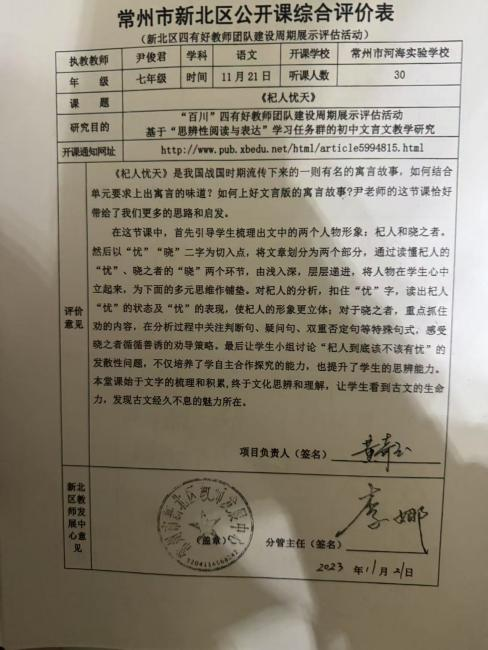 常州市新北区公开课综合评价表
（新北区四有好教师团队建设周期展示评估活动）
执教教师 尹俊君 学科 语文 开课学校 常州市河海实验学校
年 级 七年级 时间 11月21日 听课人数 30
课 题 《杞人忧天》
研究目的 “百川”四有好教师团队建设周期展示评估活动
基于“思辨性阅读与表达”学习任务群的初中文言文教学研究
开课通知网址 http://www.pub.xbedu.net/html/article5994815.html
评价意见
《杞人忧天》是我国战国时期流传下来的一则有名的寓言故事，如何结合
单元要求上出寓言的味道？如何上好文言版的寓言故事?尹老师的这节课恰好
带给了我们更多的思路和启发。
在这节课中，首先引导学生梳理出文中的两个人物形象：杞人和晓之者。
然后以“忧”“晓”二字为切入点，将文章划分为两个部分，通过读懂杞人的
“忧”、晓之者的“晓”两个环节，由浅入深，层层递进，将人物在学生心中
立起来，为下面的多元思维作铺垫。对杞人的分析，扣住“忧”字，读出杞人
“忧”的状态及“忧”的表现，使杞人的形象更立体；对于晓之者，重点抓住
劝的内容，在分析过程中关注判断句、疑问句、双重否定句等特殊句式，感受
晓之者循循善诱的劝导策略。最后让学生小组讨论“杞人到底该不该有忧”的
发散性问题，不仅培养了学自主合作探究的能力，也提升了学生的思辨能力。
本堂课始于文字的梳理和积累,终于文化思辨和理解，让学生看到古文的生命
力，发现古文经久不息的魅力所在。
项目负责人（签名）
新北区教师发展中心意见
常州市新北区教师发展中心
（盖章）
分管主任（签名） 李娜
2023 年 11 月 21 日